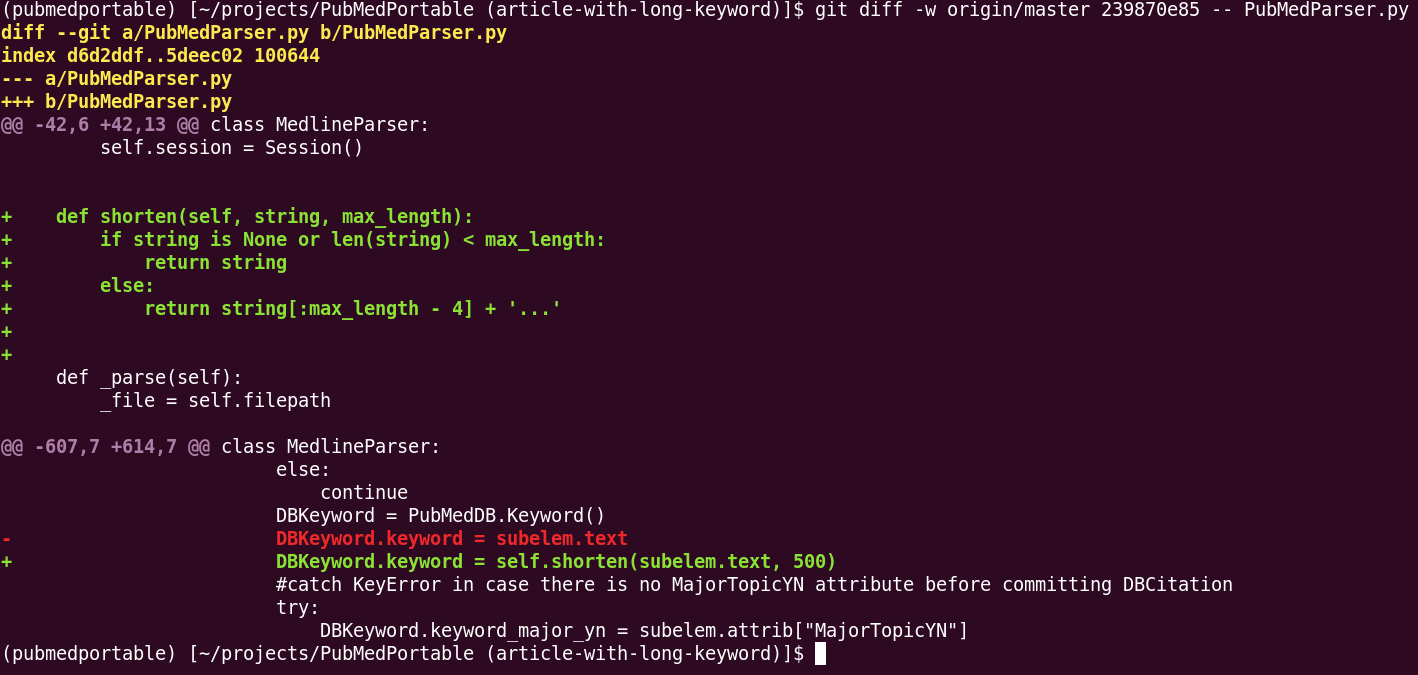 (pubmedportable) [~/projects/PubMedPortable (article-with-long-keyword)]$ git diff -w origin/master 239870e85 -- PubMedParser.py
diff --git a/PubMedParser.py b/PubMedParser.py
index d6d2ddf..5deec02 100644
--- a/PubMedParser.py
+++ b/PubMedParser.py
@@ -42,6 +42,13 @@ class MedlineParser:
         self.session = Session()
+    def shorten(self, string, max_length):
+        if string is None or len(string) < max_length:
+            return string
+        else:
+            return string[:max_length - 4] + '...'
+
+
     def _parse(self):
         _file = self.filepath
@@ -607,7 +614,7 @@ class MedlineParser:
                         else:
                             continue
                         DBKeyword = PubMedDB.Keyword()
-                        DBKeyword.keyword = subelem.text
+                        DBKeyword.keyword = self.shorten(subelem.text, 500)
                         #catch KeyError in case there is no MajorTopicYN attribute before committing DBCitation
                         try:
                             DBKeyword.keyword_major_yn = subelem.attrib["MajorTopicYN"]
(pubmedportable) [~/projects/PubMedPortable (article-with-long-keyword)]$